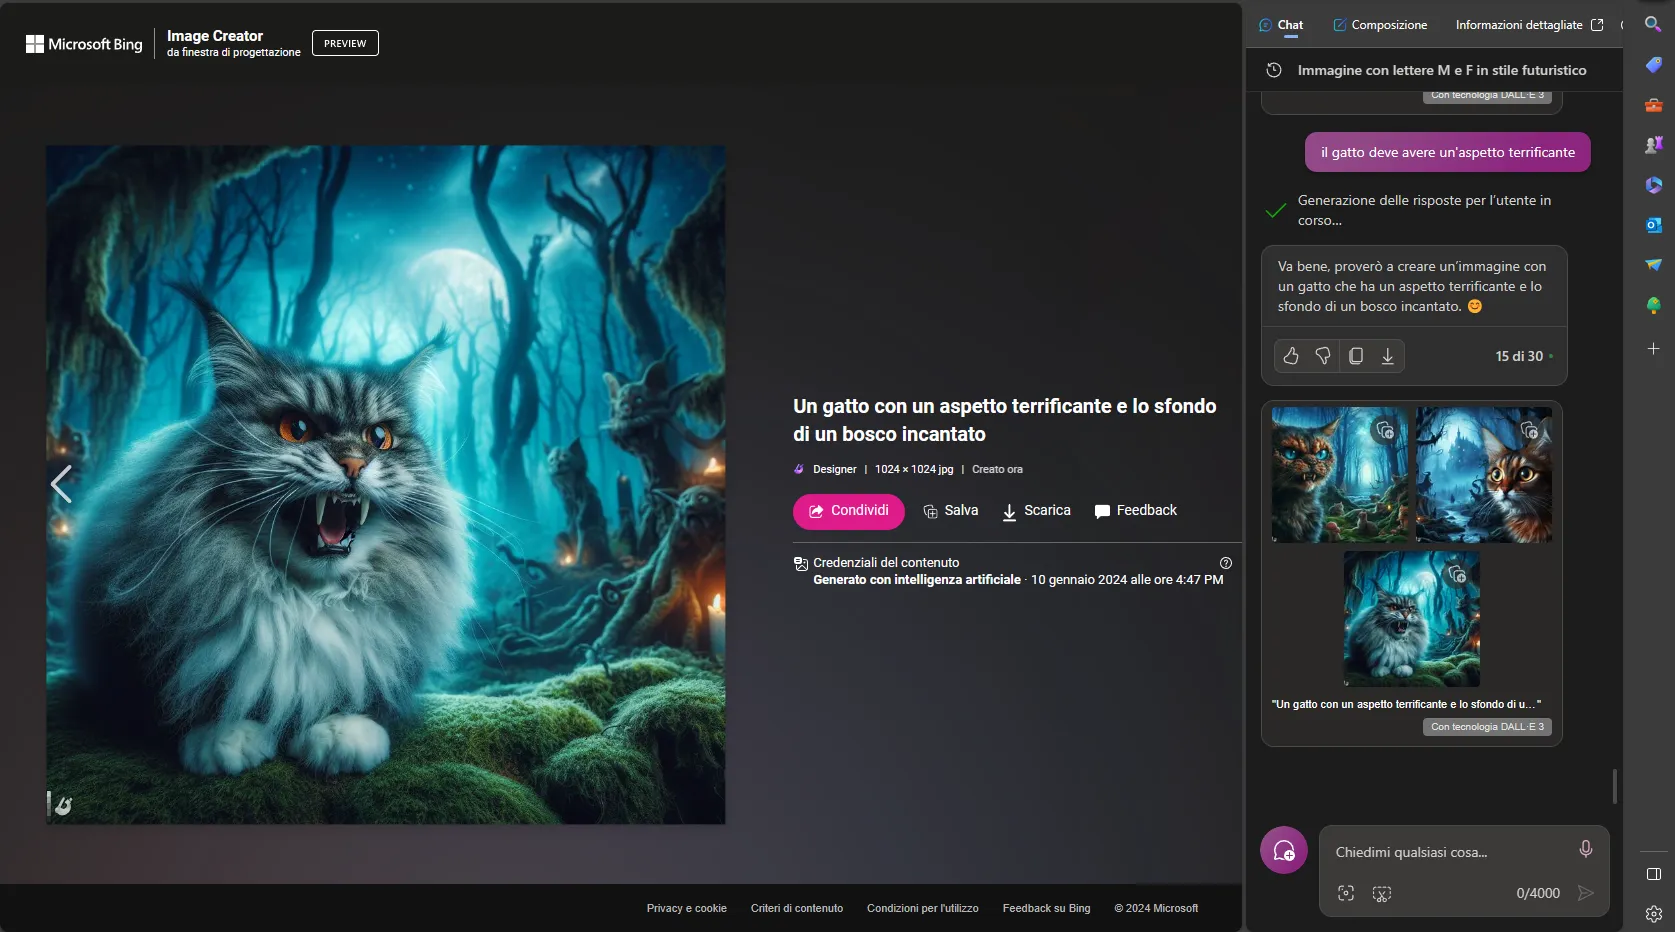 Microsoft Bing
Image Creator
da finestra di progettazione
PREVIEW
Un gatto con un aspetto terrificante e lo sfondo
di un bosco incantato
Designer | 1024 × 1024 jpg | Creato ora
Condividi
Salva
Scarica
Feedback
Credenziali del contenuto
Generato con intelligenza artificiale · 10 gennaio 2024 alle ore 4:47 PM
Privacy e cookie
Criteri di contenuto
Condizioni per l'utilizzo
Feedback su Bing
© 2024 Microsoft
Chat
Composizione
Informazioni dettagliate
Immagine con lettere M e F in stile futuristico
Con tecnologia DALL·E 3
il gatto deve avere un'aspetto terrificante
Generazione delle risposte per l'utente in
corso...
Va bene, proverò a creare un'immagine con
un gatto che ha un aspetto terrificante e lo
sfondo di un bosco incantato. 😊
15 di 30
"Un gatto con un aspetto terrificante e lo sfondo di u..."
Con tecnologia DALL·E 3
Chiedimi qualsiasi cosa...
0/4000